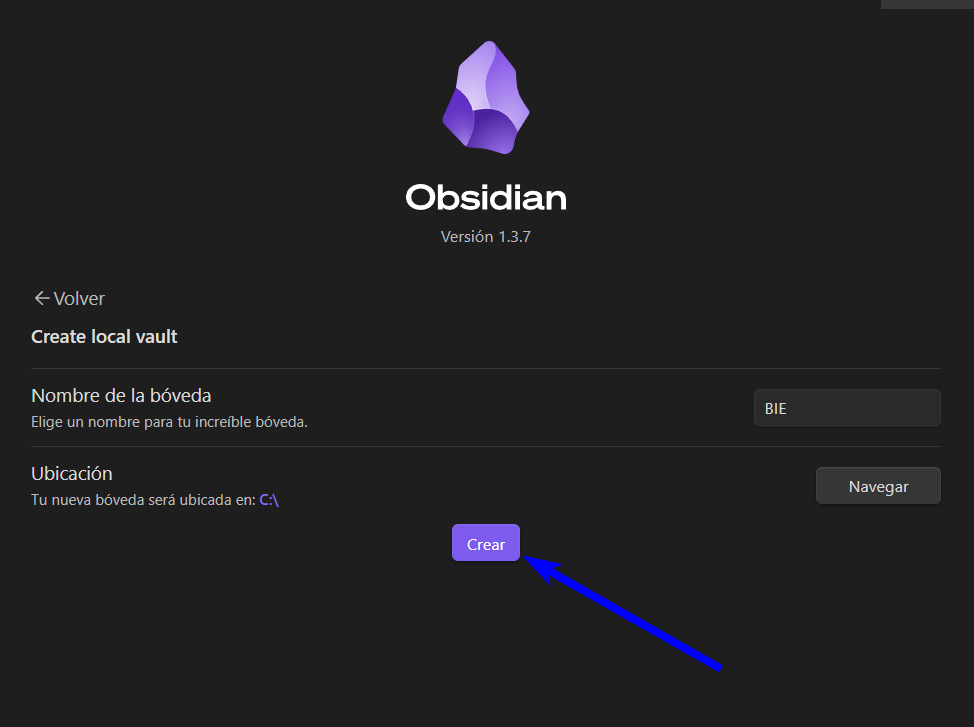 Obsidian
Versión 1.3.7
Volver
Create local vault
Nombre de la bóveda
Elige un nombre para tu increíble bóveda.
BIE
Ubicación
Tu nueva bóveda será ubicada en: C:\
Navegar
Crear